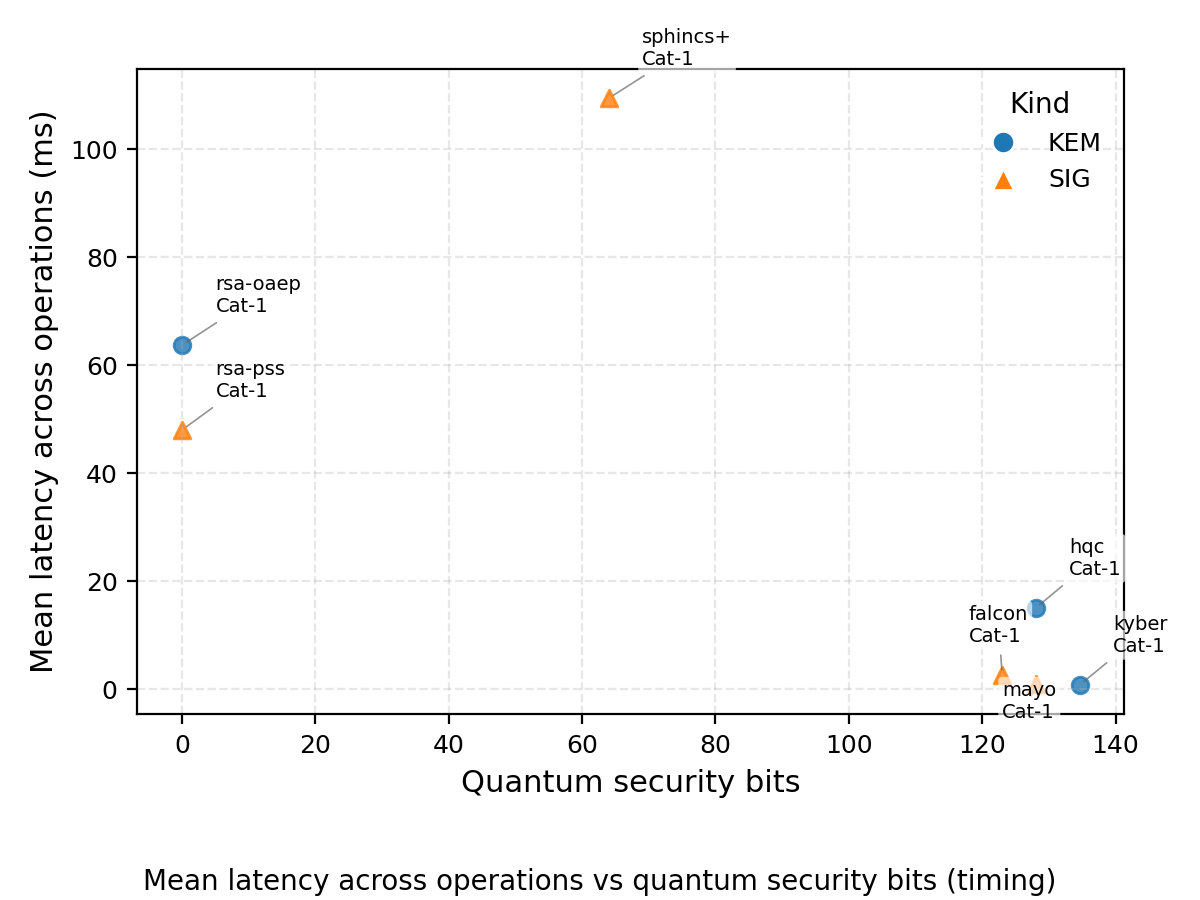 sphincs+
Cat-1
Kind
KEM
SIG
Mean latency across operations (ms)
100
80
60
40
20
0
rsa-oaep
Cat-1
rsa-pss
Cat-1
hqc
Cat-1
falcon
Cat-1
kyber
Cat-1
mayo
Cat-1
0
20
40
60
80
100
120
140
Quantum security bits
Mean latency across operations vs quantum security bits (timing)